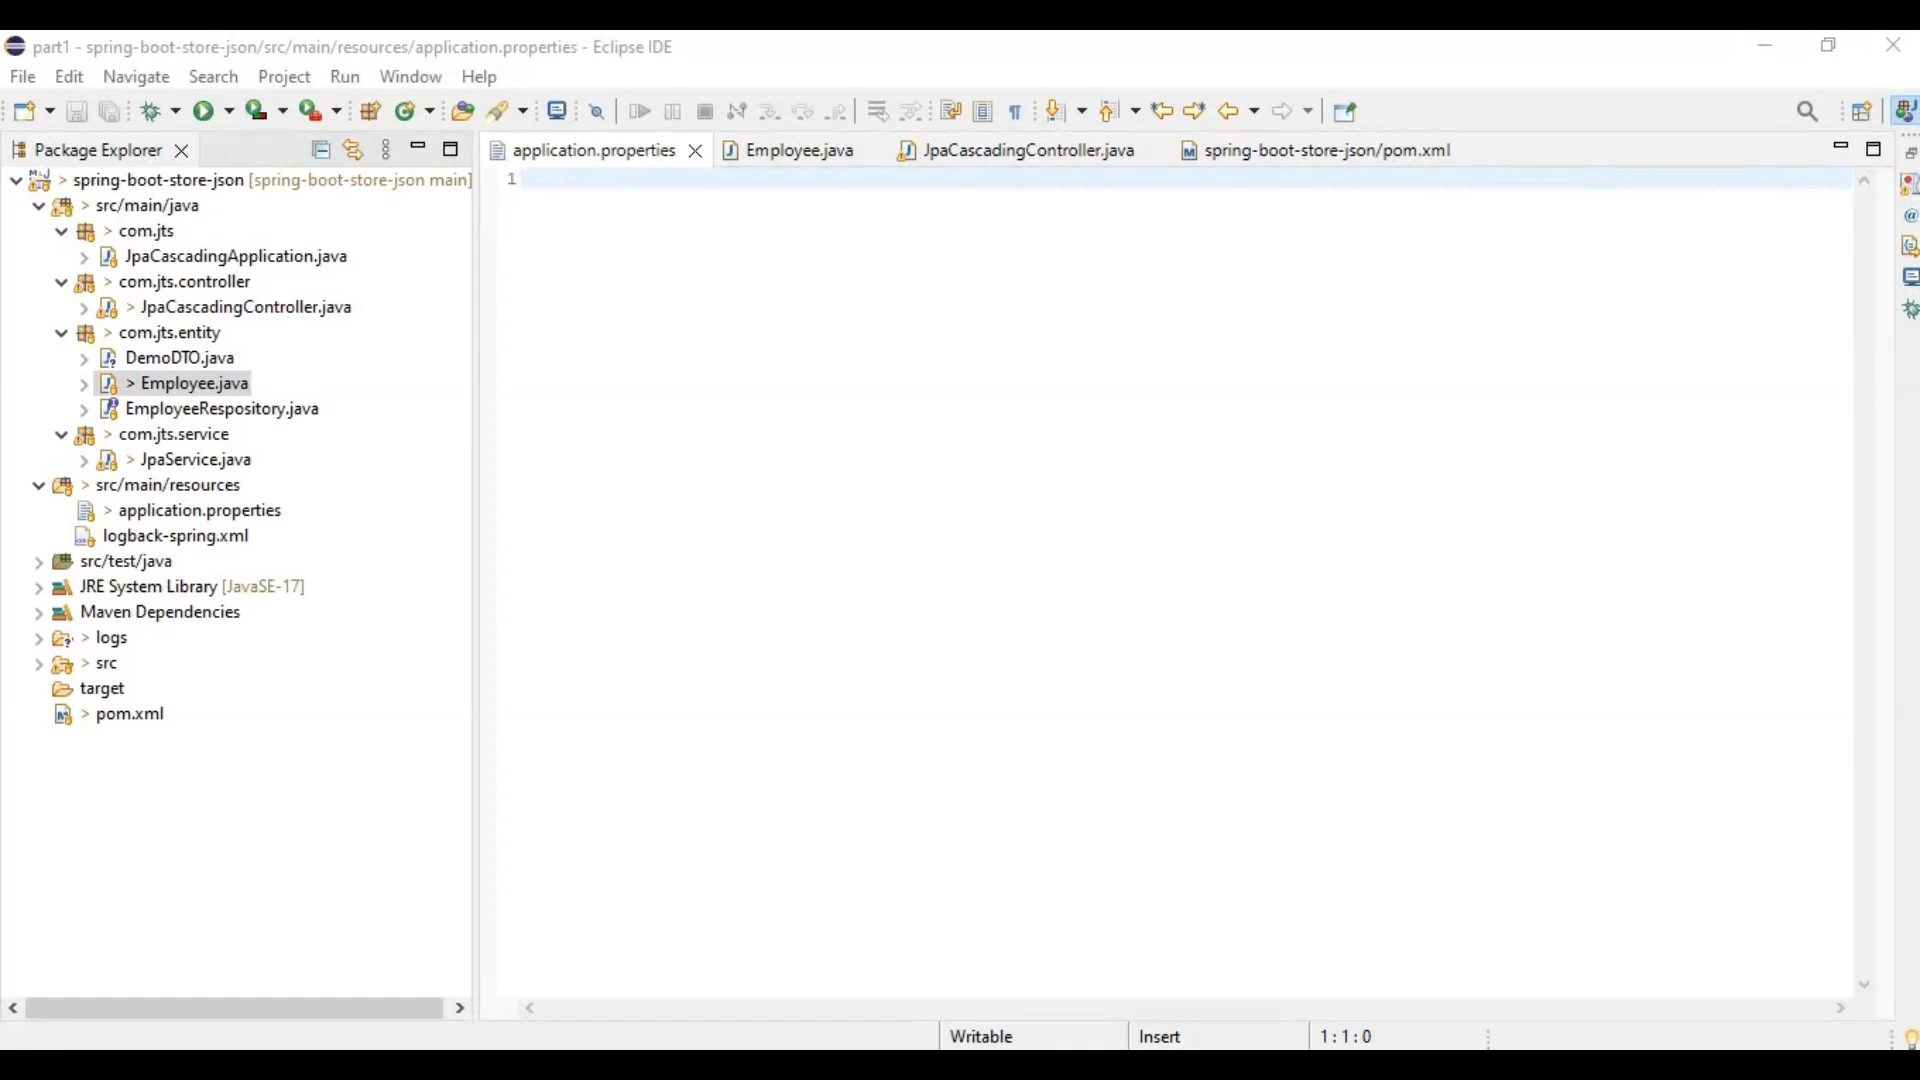 part1 - spring-boot-store-json/src/main/resources/application.properties - Eclipse IDE
File Edit Navigate Search Project Run Window Help
Package Explorer
application.properties Employee.java JpaCascadingController.java spring-boot-store-json/pom.xml
> spring-boot-store-json [spring-boot-store-json main]
> src/main/java
> com.jts
JpaCascadingApplication.java
> com.jts.controller
> JpaCascadingController.java
> com.jts.entity
DemoDTO.java
> Employee.java
EmployeeRespository.java
> com.jts.service
> JpaService.java
> src/main/resources
> application.properties
logback-spring.xml
src/test/java
JRE System Library [JavaSE-17]
Maven Dependencies
> logs
> src
target
> pom.xml
1
Writable Insert 1 : 1 : 0